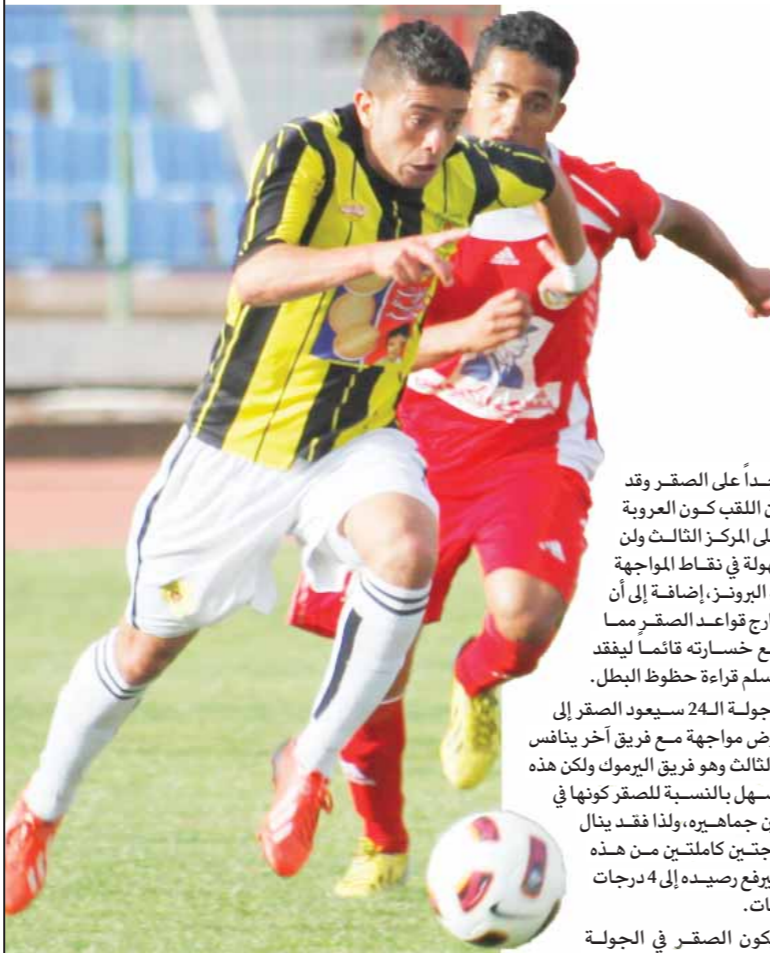 ـداً على الصقر وقد
ن اللقب كون العروبة
لى المركز الثالث ولن
هولة في نقاط المواجهة
البرونز، إضافة إلى أن
ارج قواعد الصقر مما
ـع خسارته قائماً ليفقد
سلم قراءة حظوظ البطل.
جولة الـ24 سيعود الصقر إلى
وض مواجهة مع فريق آخر ينافس
لثالث وهو فريق اليرموك ولكن هذه
سهل بالنسبة للصقر كونها في
ن جماهيره، ولذا فقد ينال
جتين كاملتين من هذه
يرفع رصيده إلى 4 درجات
ات.
كون الصقر في الجولة